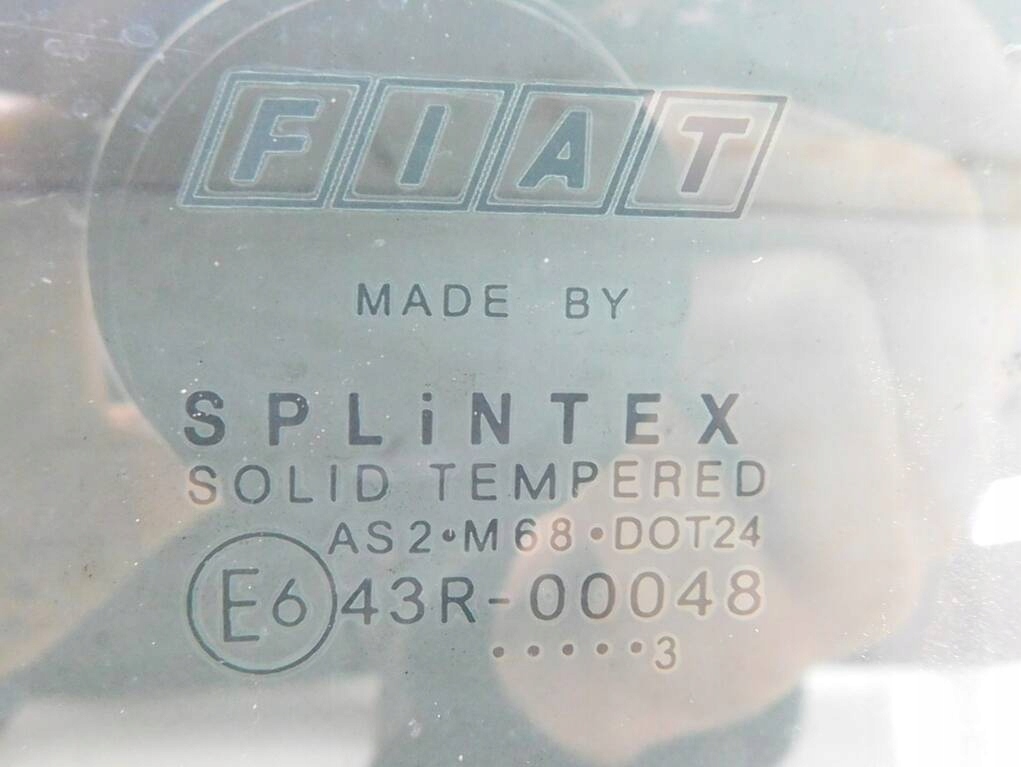 FIAT
MADE BY
SPLiNTEX
SOLID TEMPERED
AS2•M68•DOT24
E6 43R-00048
•••••3